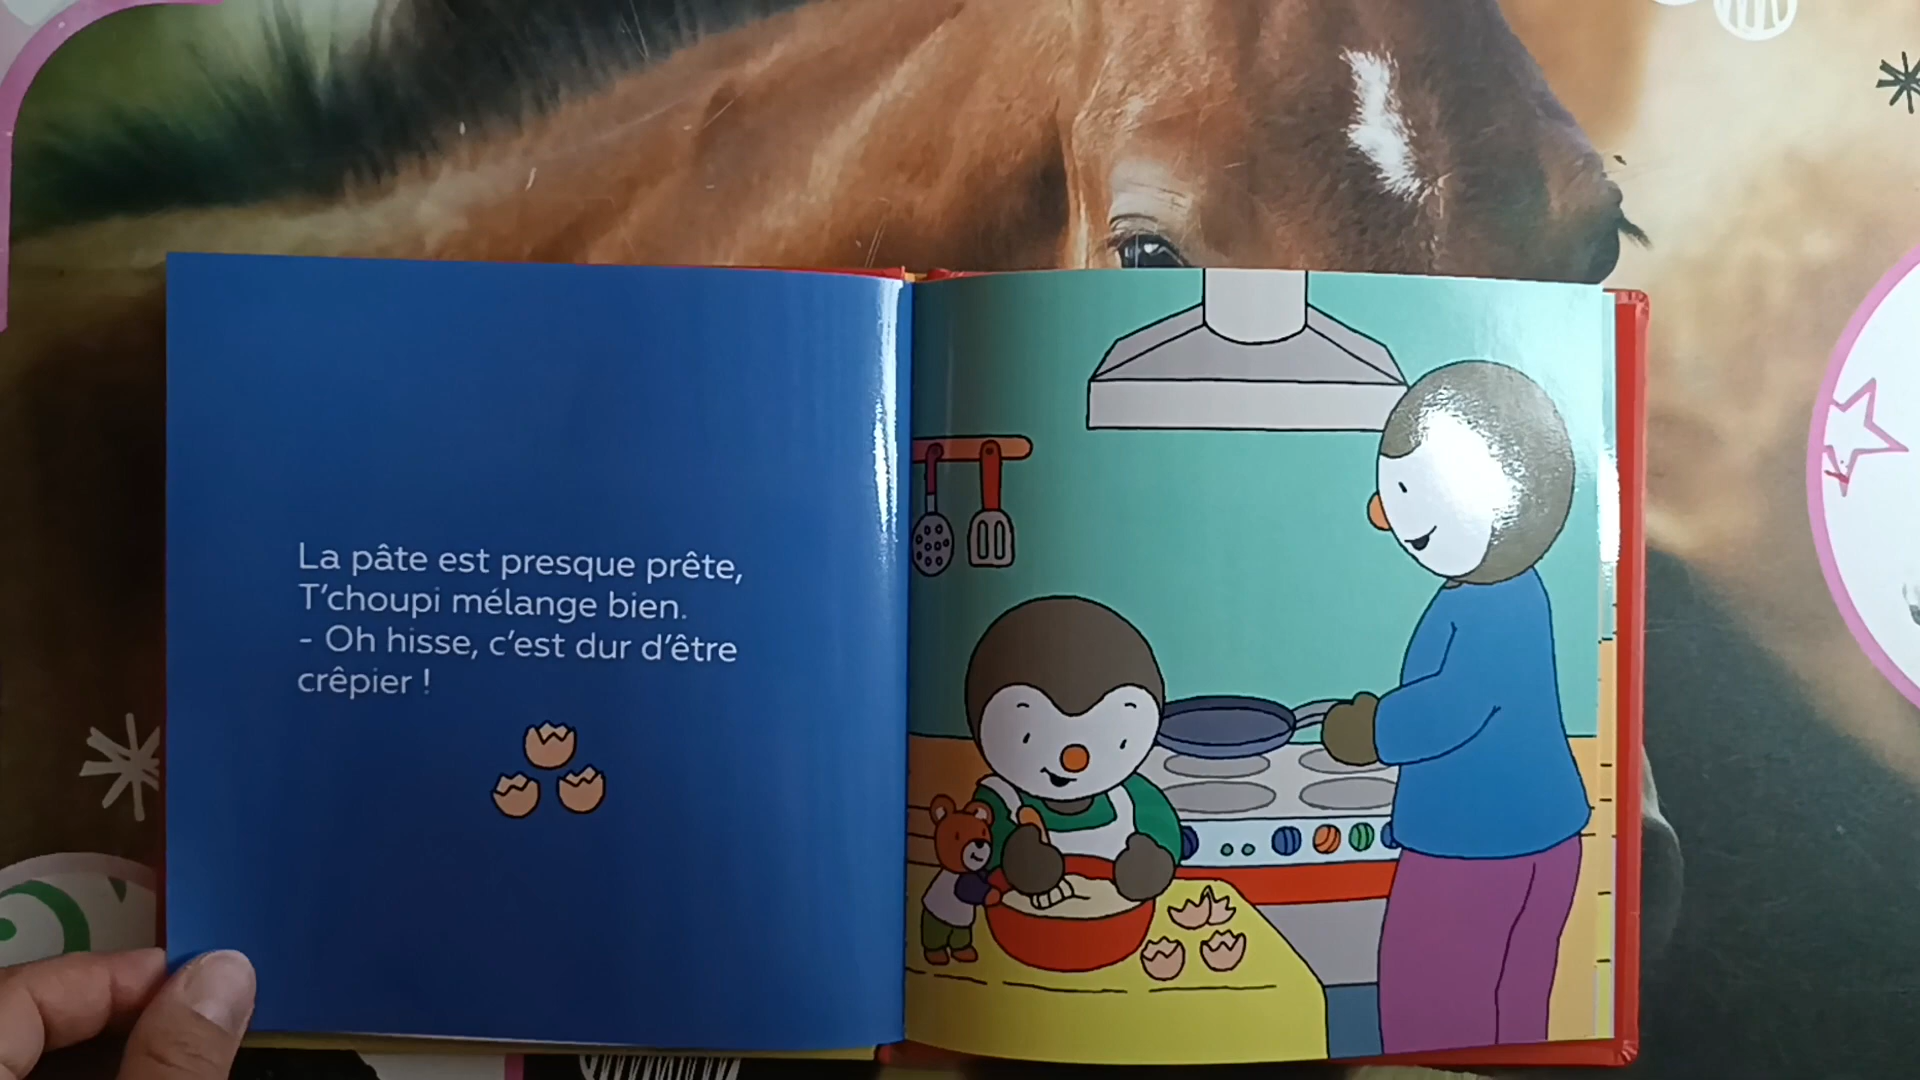 La pâte est presque prête,
T’choupi mélange bien.
- Oh hisse, c’est dur d’être
crêpier !